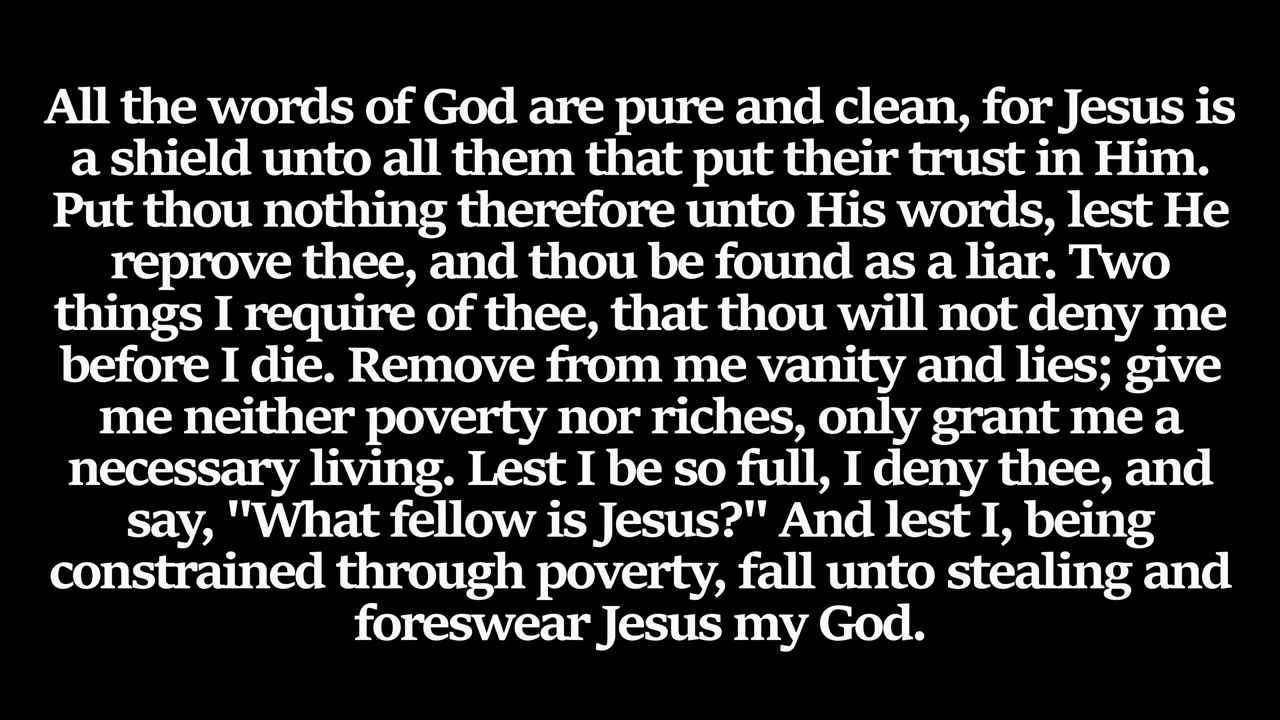 All the words of God are pure and clean, for Jesus is
a shield unto all them that put their trust in Him.
Put thou nothing therefore unto His words, lest He
reprove thee, and thou be found as a liar. Two
things I require of thee, that thou will not deny me
before I die. Remove from me vanity and lies; give
me neither poverty nor riches, only grant me a
necessary living. Lest I be so full, I deny thee, and
say, "What fellow is Jesus?" And lest I, being
constrained through poverty, fall unto stealing and
foreswear Jesus my God.